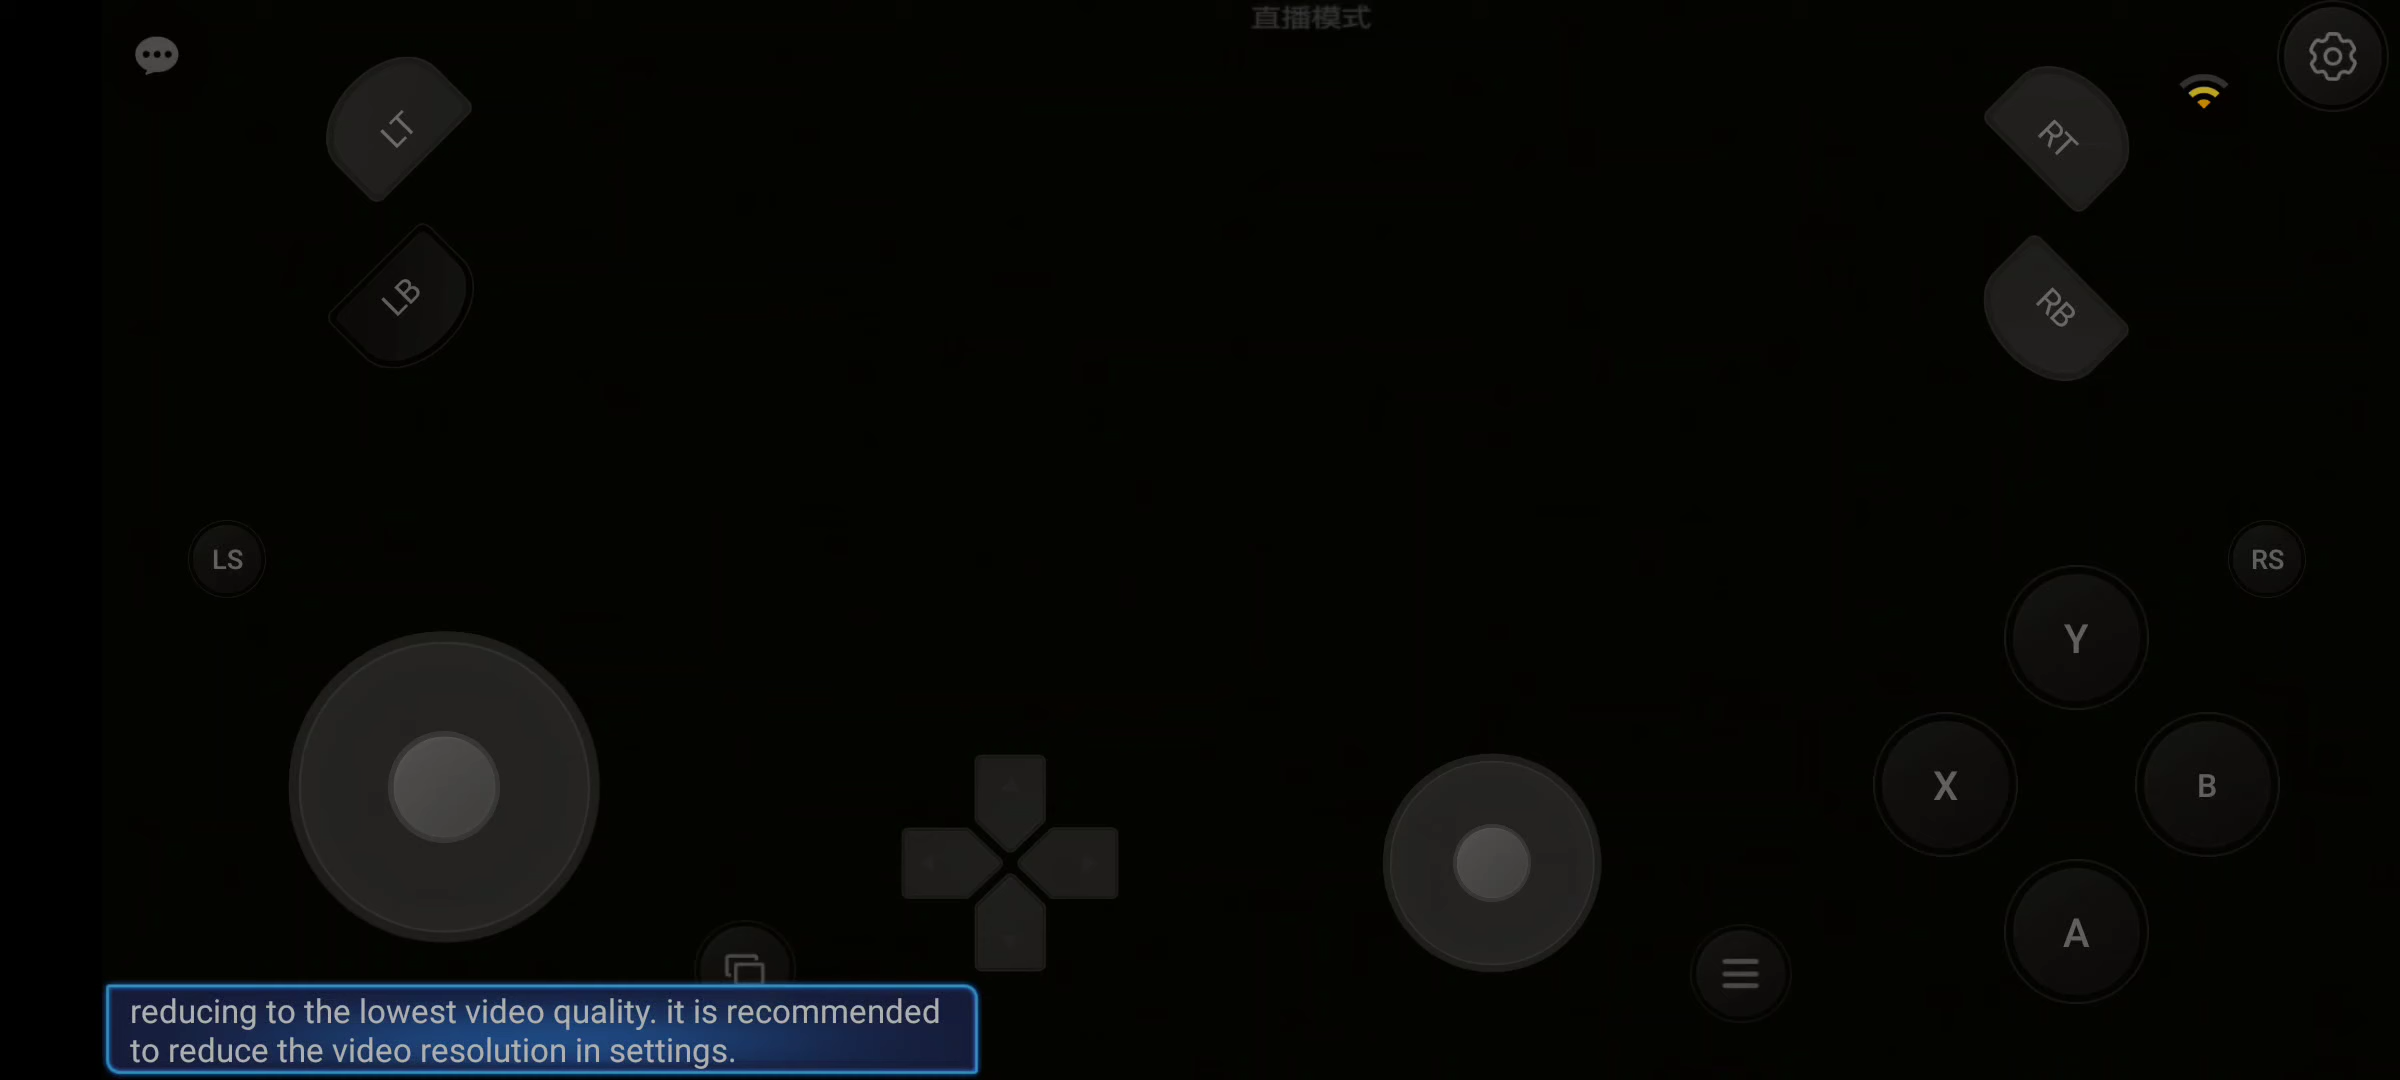 直播模式
LT
RT
LB
RB
LS
RS
Y
X
B
A
reducing to the lowest video quality. it is recommended
to reduce the video resolution in settings.